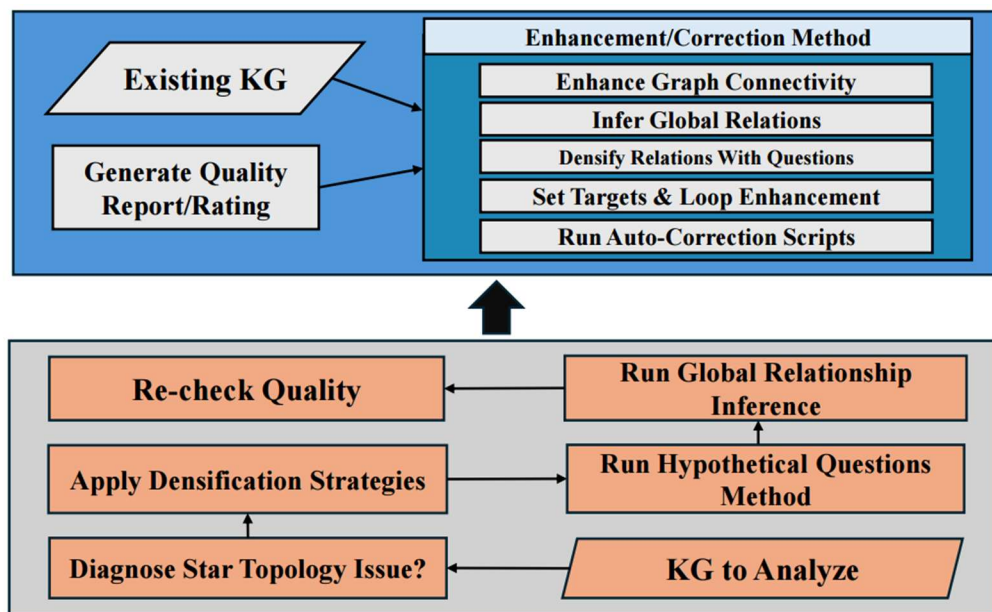 Existing KG
Generate Quality
Report/Rating
Enhancement/Correction Method
Enhance Graph Connectivity
Infer Global Relations
Densify Relations With Questions
Set Targets & Loop Enhancement
Run Auto-Correction Scripts
Re-check Quality
Run Global Relationship
Inference
Apply Densification Strategies
Run Hypothetical Questions
Method
Diagnose Star Topology Issue?
KG to Analyze